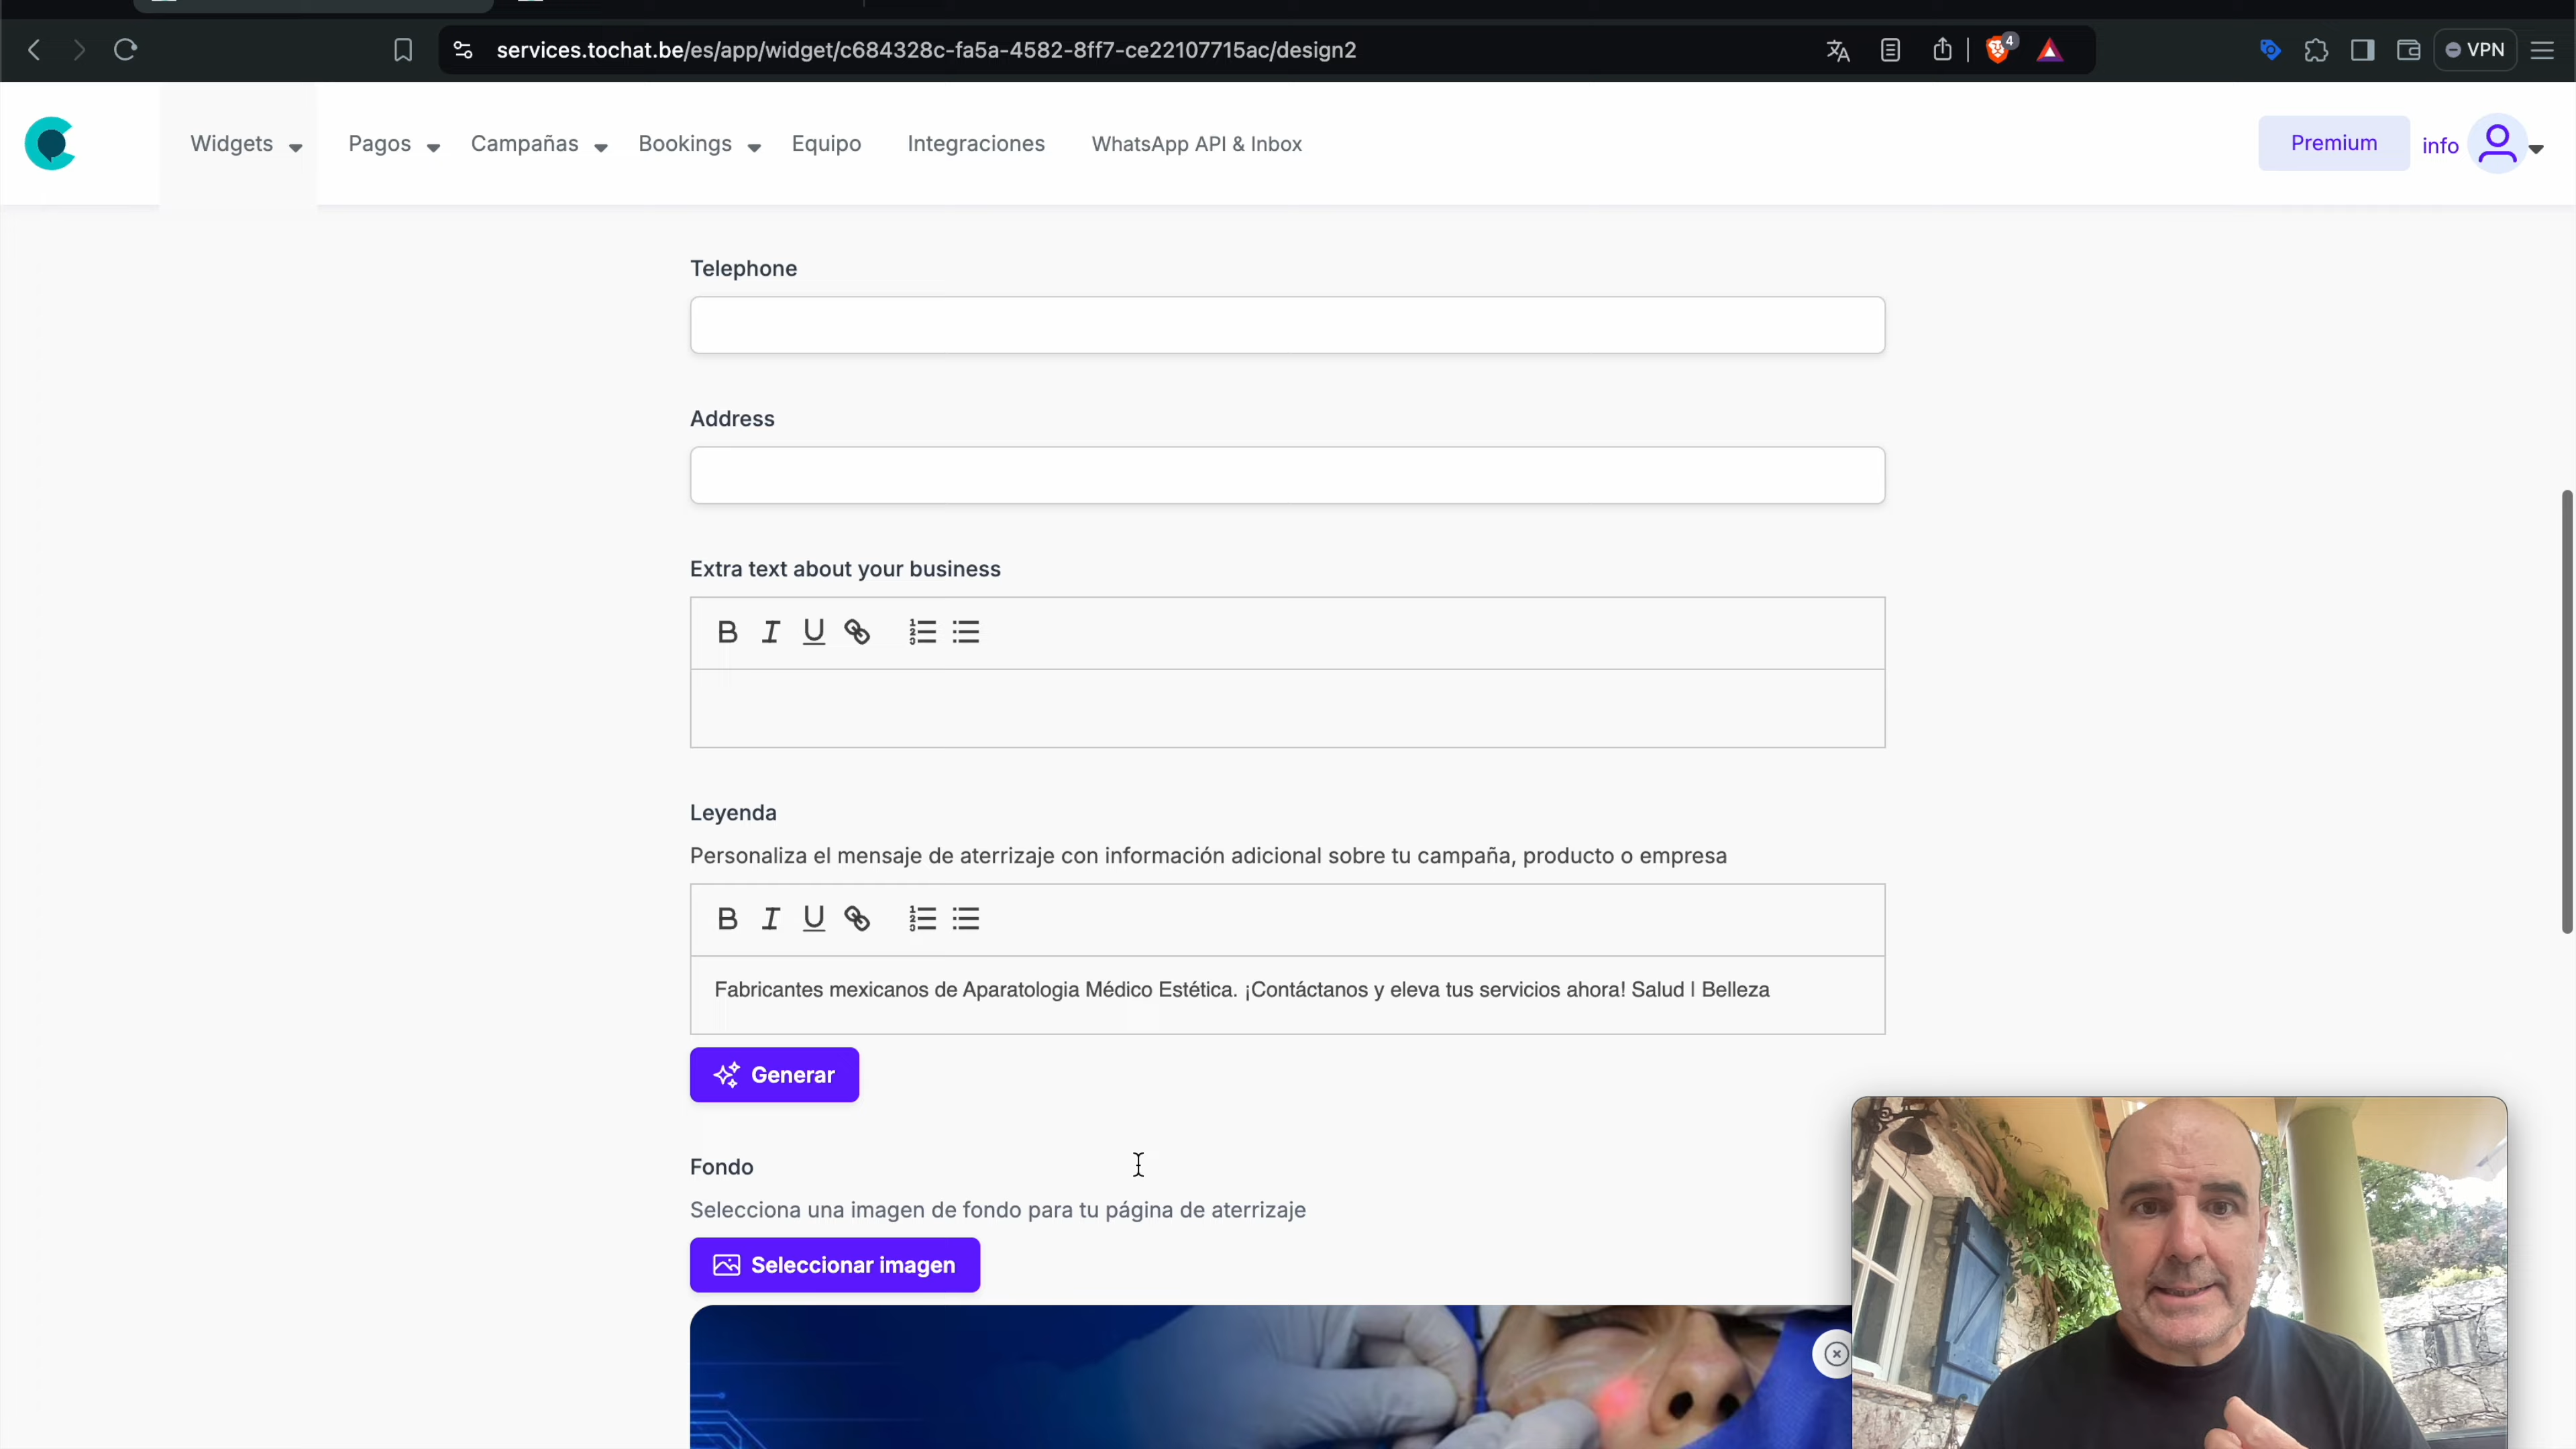 services.tochat.be/es/app/widget/c684328c-fa5a-4582-8ff7-ce22107715ac/design2
4
VPN
Widgets
Pagos
Campañas
Bookings
Equipo
Integraciones
WhatsApp API & Inbox
Premium
info
Telephone
Address
Extra text about your business
Leyenda
Personaliza el mensaje de aterrizaje con información adicional sobre tu campaña, producto o empresa
Fabricantes mexicanos de Aparatologia Médico Estética. ¡Contáctanos y eleva tus servicios ahora! Salud | Belleza
Generar
Fondo
Selecciona una imagen de fondo para tu página de aterrizaje
Seleccionar imagen